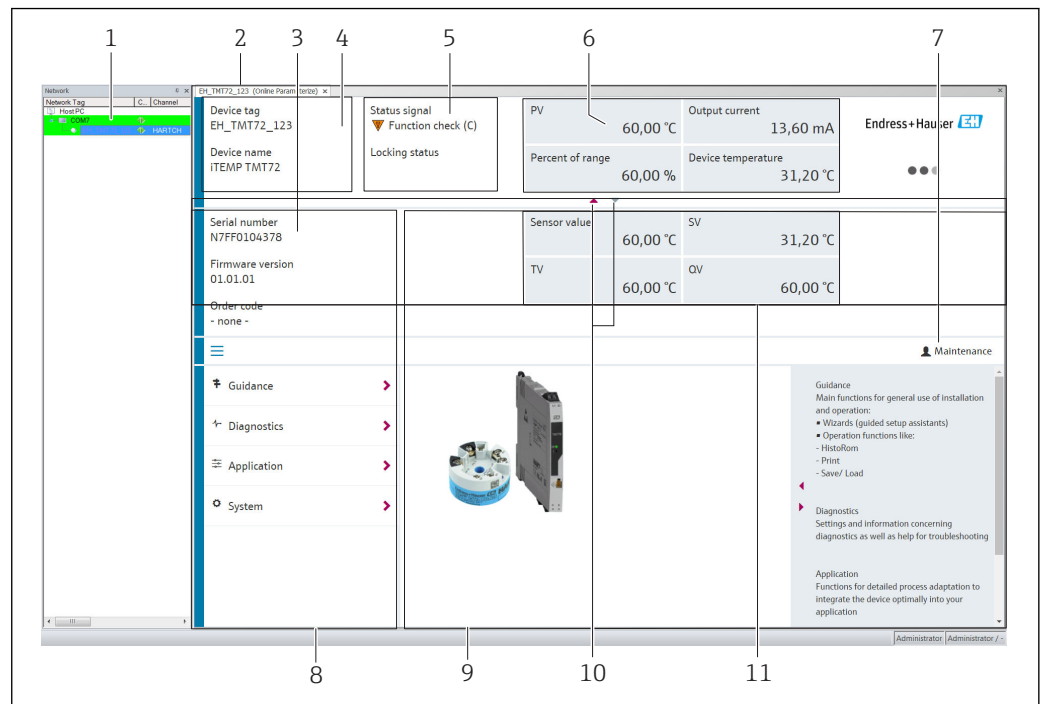 1 2 3 4 5 6 7
Network
Network Tag C... Channel
Host PC
COM7
HARTCH
EH_TMT72_123 (Online Parameterize) ×
Device tag
EH_TMT72_123
Device name
iTEMP TMT72
Status signal
Function check (C)
Locking status
PV
60,00 °C
Output current
13,60 mA
Percent of range
60,00 %
Device temperature
31,20 °C
Endress+Hauser EH
Serial number
N7FF0104378
Firmware version
01.01.01
Order code
- none -
Sensor value
60,00 °C
SV
31,20 °C
TV
60,00 °C
QV
60,00 °C
Maintenance
Guidance
Diagnostics
Application
System
Guidance
Main functions for general use of installation
and operation:
▪ Wizards (guided setup assistants)
▪ Operation functions like:
- HistoRom
- Print
- Save/ Load
Diagnostics
Settings and information concerning
diagnostics as well as help for troubleshooting
Application
Functions for detailed process adaptation to
integrate the device optimally into your
application
Administrator Administrator / -
8 9 10 11